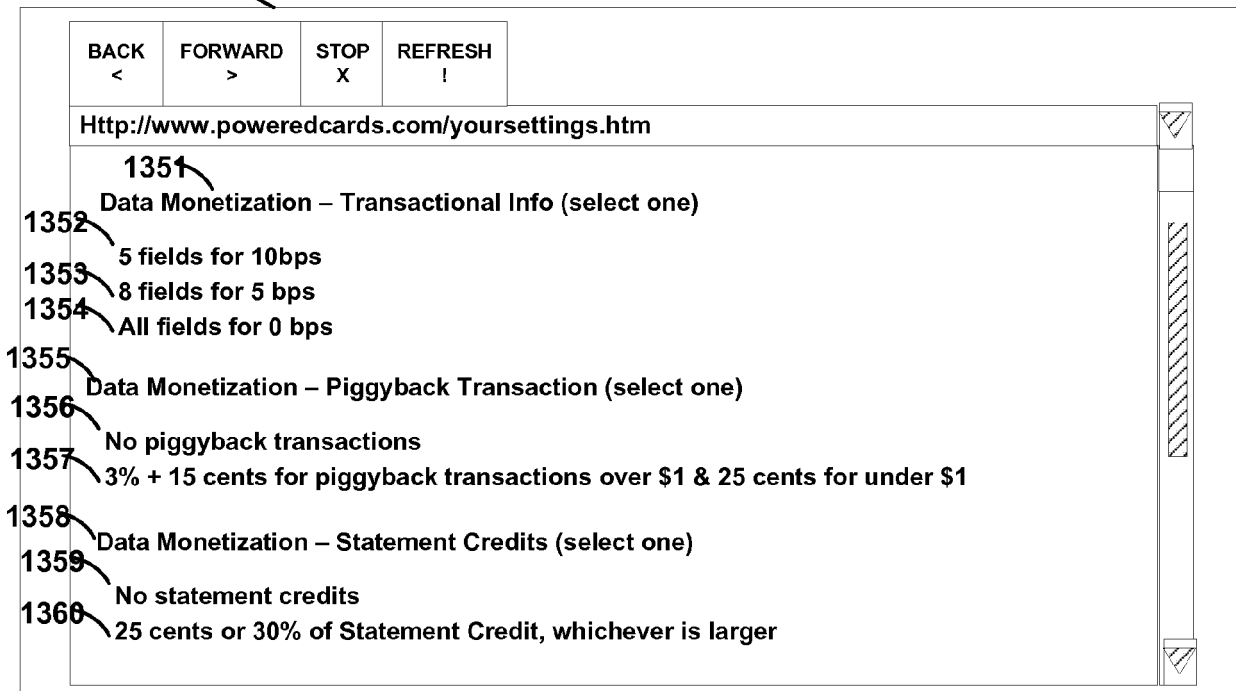 BACK FORWARD STOP REFRESH
< > X !
Http://www.poweredcards.com/yoursettings.htm
1351
Data Monetization – Transactional Info (select one)
1352
5 fields for 10bps
1353
8 fields for 5 bps
1354
All fields for 0 bps
1355
Data Monetization – Piggyback Transaction (select one)
1356
No piggyback transactions
1357
3% + 15 cents for piggyback transactions over $1 & 25 cents for under $1
1358
Data Monetization – Statement Credits (select one)
1359
No statement credits
1360
25 cents or 30% of Statement Credit, whichever is larger